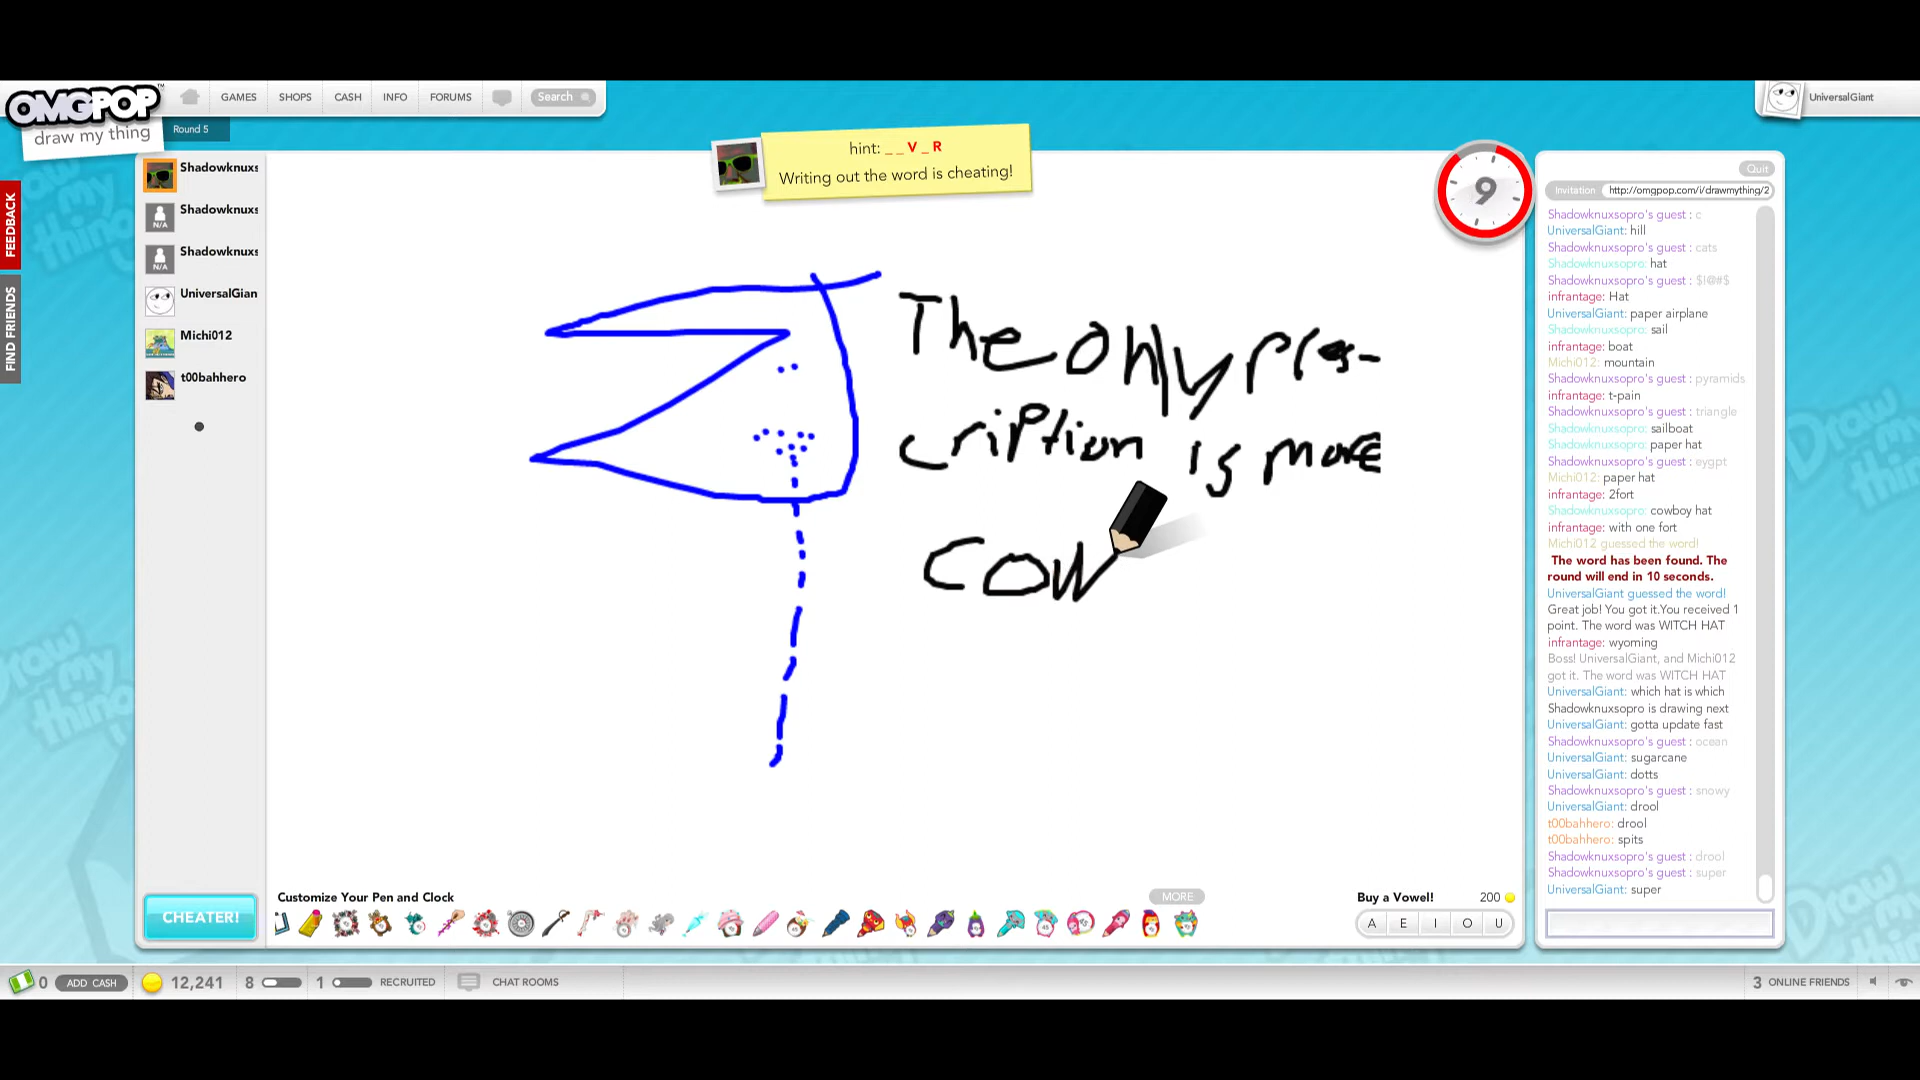 OMGPOP™
draw my thing
GAMES
SHOPS
CASH
INFO
FORUMS
Search
UniversalGiant
Round 5
FEEDBACK
FIND FRIENDS
Shadowknuxs
Shadowknuxs
N/A
Shadowknuxs
N/A
UniversalGian
Michi012
t00bahhero
CHEATER!
hint: _ _ V _ R
Writing out the word is cheating!
9
The only pres-
cription is more
cow
Customize Your Pen and Clock
MORE
Buy a Vowel!
200
A E I O U
Quit
Invitation http://omgpop.com/i/drawmything/2
Shadowknuxsopro's guest : c
UniversalGiant: hill
Shadowknuxsopro's guest : cats
Shadowknuxsopro: hat
Shadowknuxsopro's guest : $!@#$
infrantage: Hat
UniversalGiant: paper airplane
Shadowknuxsopro: sail
infrantage: boat
Michi012: mountain
Shadowknuxsopro's guest : pyramids
infrantage: t-pain
Shadowknuxsopro's guest : triangle
Shadowknuxsopro: sailboat
Shadowknuxsopro: paper hat
Shadowknuxsopro's guest : eygpt
Michi012: paper hat
infrantage: 2fort
Shadowknuxsopro: cowboy hat
infrantage: with one fort
Michi012 guessed the word!
The word has been found. The
round will end in 10 seconds.
UniversalGiant guessed the word!
Great job! You got it.You received 1
point. The word was WITCH HAT
infrantage: wyoming
Boss! UniversalGiant, and Michi012
got it. The word was WITCH HAT
UniversalGiant: which hat is which
Shadowknuxsopro is drawing next
UniversalGiant: gotta update fast
Shadowknuxsopro's guest : ocean
UniversalGiant: sugarcane
UniversalGiant: dotts
Shadowknuxsopro's guest : snowy
UniversalGiant: drool
t00bahhero: drool
t00bahhero: spits
Shadowknuxsopro's guest : drool
Shadowknuxsopro's guest : super
UniversalGiant: super
0
ADD CASH
12,241
8
1
RECRUITED
CHAT ROOMS
3 ONLINE FRIENDS